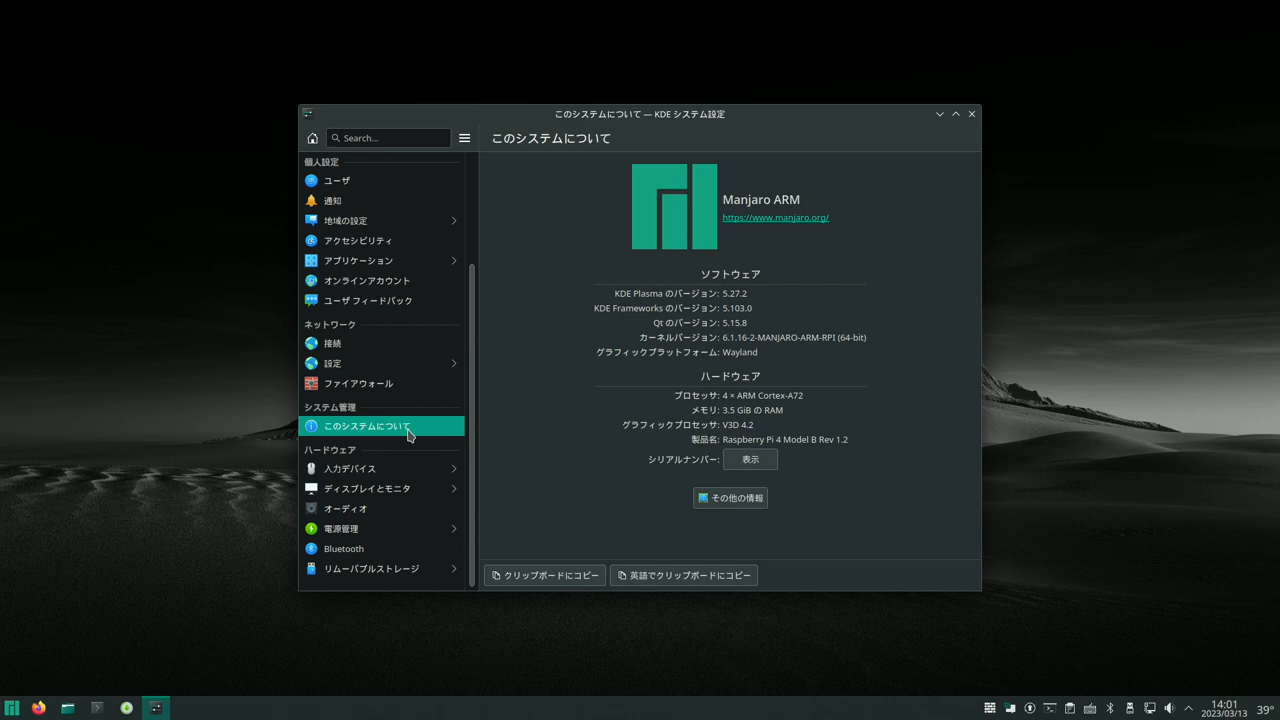 このシステムについて — KDE システム設定
Search...
このシステムについて
個人設定
ユーザ
通知
地域の設定
アクセシビリティ
アプリケーション
オンラインアカウント
ユーザ フィードバック
ネットワーク
接続
設定
ファイアウォール
システム管理
このシステムについて
ハードウェア
入力デバイス
ディスプレイとモニタ
オーディオ
電源管理
Bluetooth
リムーバブルストレージ
Manjaro ARM
https://www.manjaro.org/
ソフトウェア
KDE Plasma のバージョン: 5.27.2
KDE Frameworks のバージョン: 5.103.0
Qt のバージョン: 5.15.8
カーネルバージョン: 6.1.16-2-MANJARO-ARM-RPI (64-bit)
グラフィックプラットフォーム: Wayland
ハードウェア
プロセッサ: 4 × ARM Cortex-A72
メモリ: 3.5 GiB の RAM
グラフィックプロセッサ: V3D 4.2
製品名: Raspberry Pi 4 Model B Rev 1.2
シリアルナンバー: 表示
その他の情報
クリップボードにコピー
英語でクリップボードにコピー
14:01
2023/03/13
39°